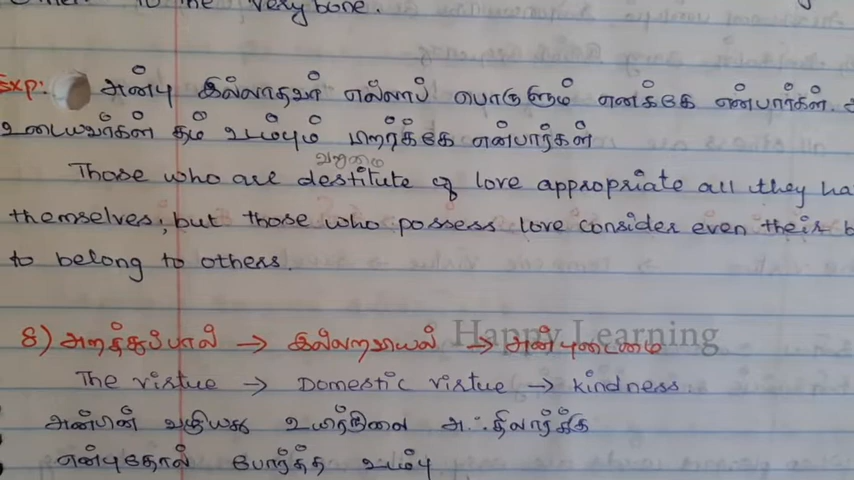 to the very bone.
Exp: அன்பு இல்லாதவர் எல்லாப் பொருளும் எனக்கே என்பார்கள்.
உடையவர்கள் தம் உடம்பும் பிறர்க்கே என்பார்கள்
வறுமை
Those who are destitute of love appropriate all they ha
themselves; but those who possess love consider even their b
to belong to others.
Happy Learning
8) அறத்துப்பால் → இல்லறவியல் → அன்புடைமை
The virtue → Domestic virtue → kindness
அன்பின் வழியது உயிர்நிலை அஃதிலார்க்கு
என்புதோல் போர்த்த உடம்பு